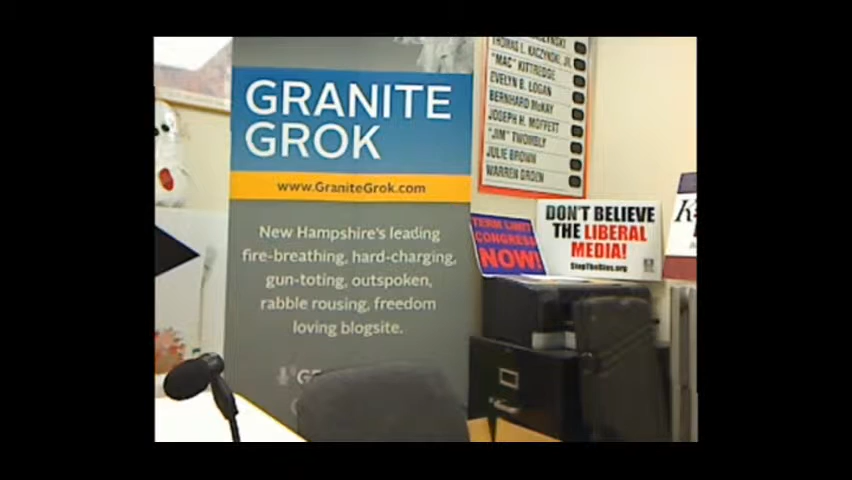 GRANITE
GROK
www.GraniteGrok.com
New Hampshire's leading
fire-breathing, hard-charging,
gun-toting, outspoken,
rabble rousing, freedom
loving blogsite.
THOMAS L. KACZYNSKI, JR.
"MAC" KITTREDGE
EVELYN B. LOGAN
BERNHARD McKAY
JOSEPH H. MOFFETT
"JIM" TWOMBLY
JULIE BROWN
WARREN GROEN
TERM LIMIT
CONGRESS
NOW!
DON'T BELIEVE
THE LIBERAL
MEDIA!
StopTheBias.org